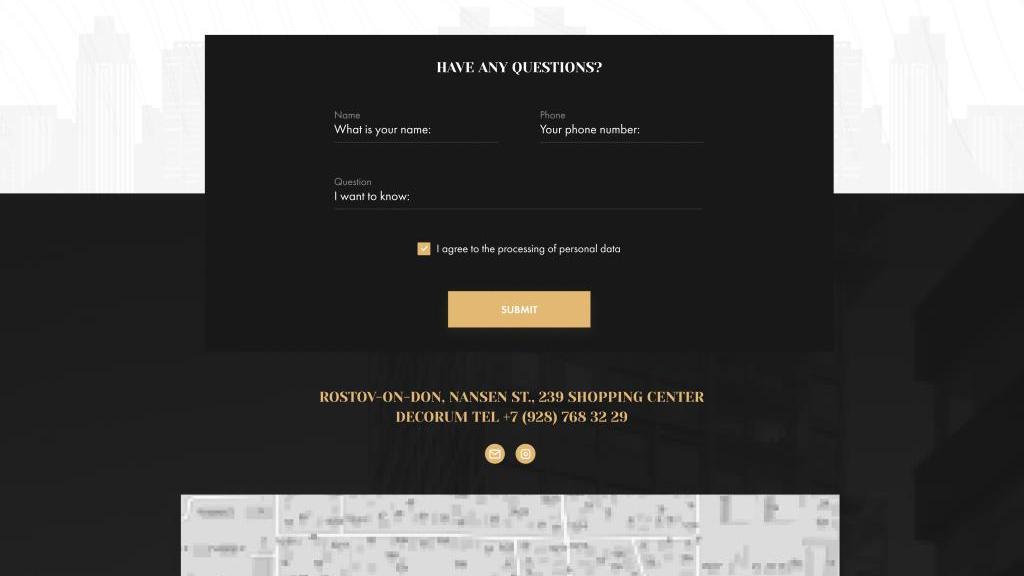 HAVE ANY QUESTIONS?
Name
What is your name:
Phone
Your phone number:
Question
I want to know:
I agree to the processing of personal data
SUBMIT
ROSTOV-ON-DON, NANSEN ST., 239 SHOPPING CENTER
DECORUM TEL +7 (928) 768 32 29